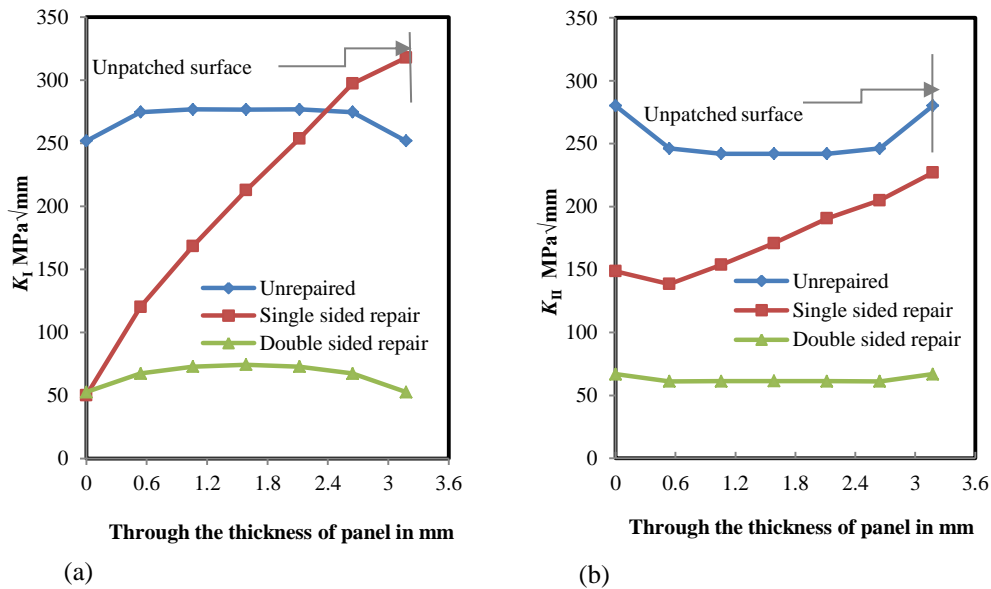 350
300
250
200
150
100
50
0
K_I MPa√mm
Unpatched surface
Unrepaired
Single sided repair
Double sided repair
0 0.6 1.2 1.8 2.4 3 3.6
Through the thickness of panel in mm
(a)
350
300
250
200
150
100
50
0
K_II MPa√mm
Unpatched surface
Unrepaired
Single sided repair
Double sided repair
0 0.6 1.2 1.8 2.4 3 3.6
Through the thickness of panel in mm
(b)